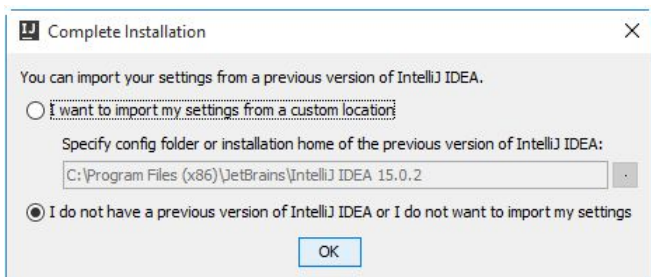 IJ Complete Installation
You can import your settings from a previous version of IntelliJ IDEA.
I want to import my settings from a custom location
Specify config folder or installation home of the previous version of IntelliJ IDEA:
C:\Program Files (x86)\JetBrains\IntelliJ IDEA 15.0.2
I do not have a previous version of IntelliJ IDEA or I do not want to import my settings
OK